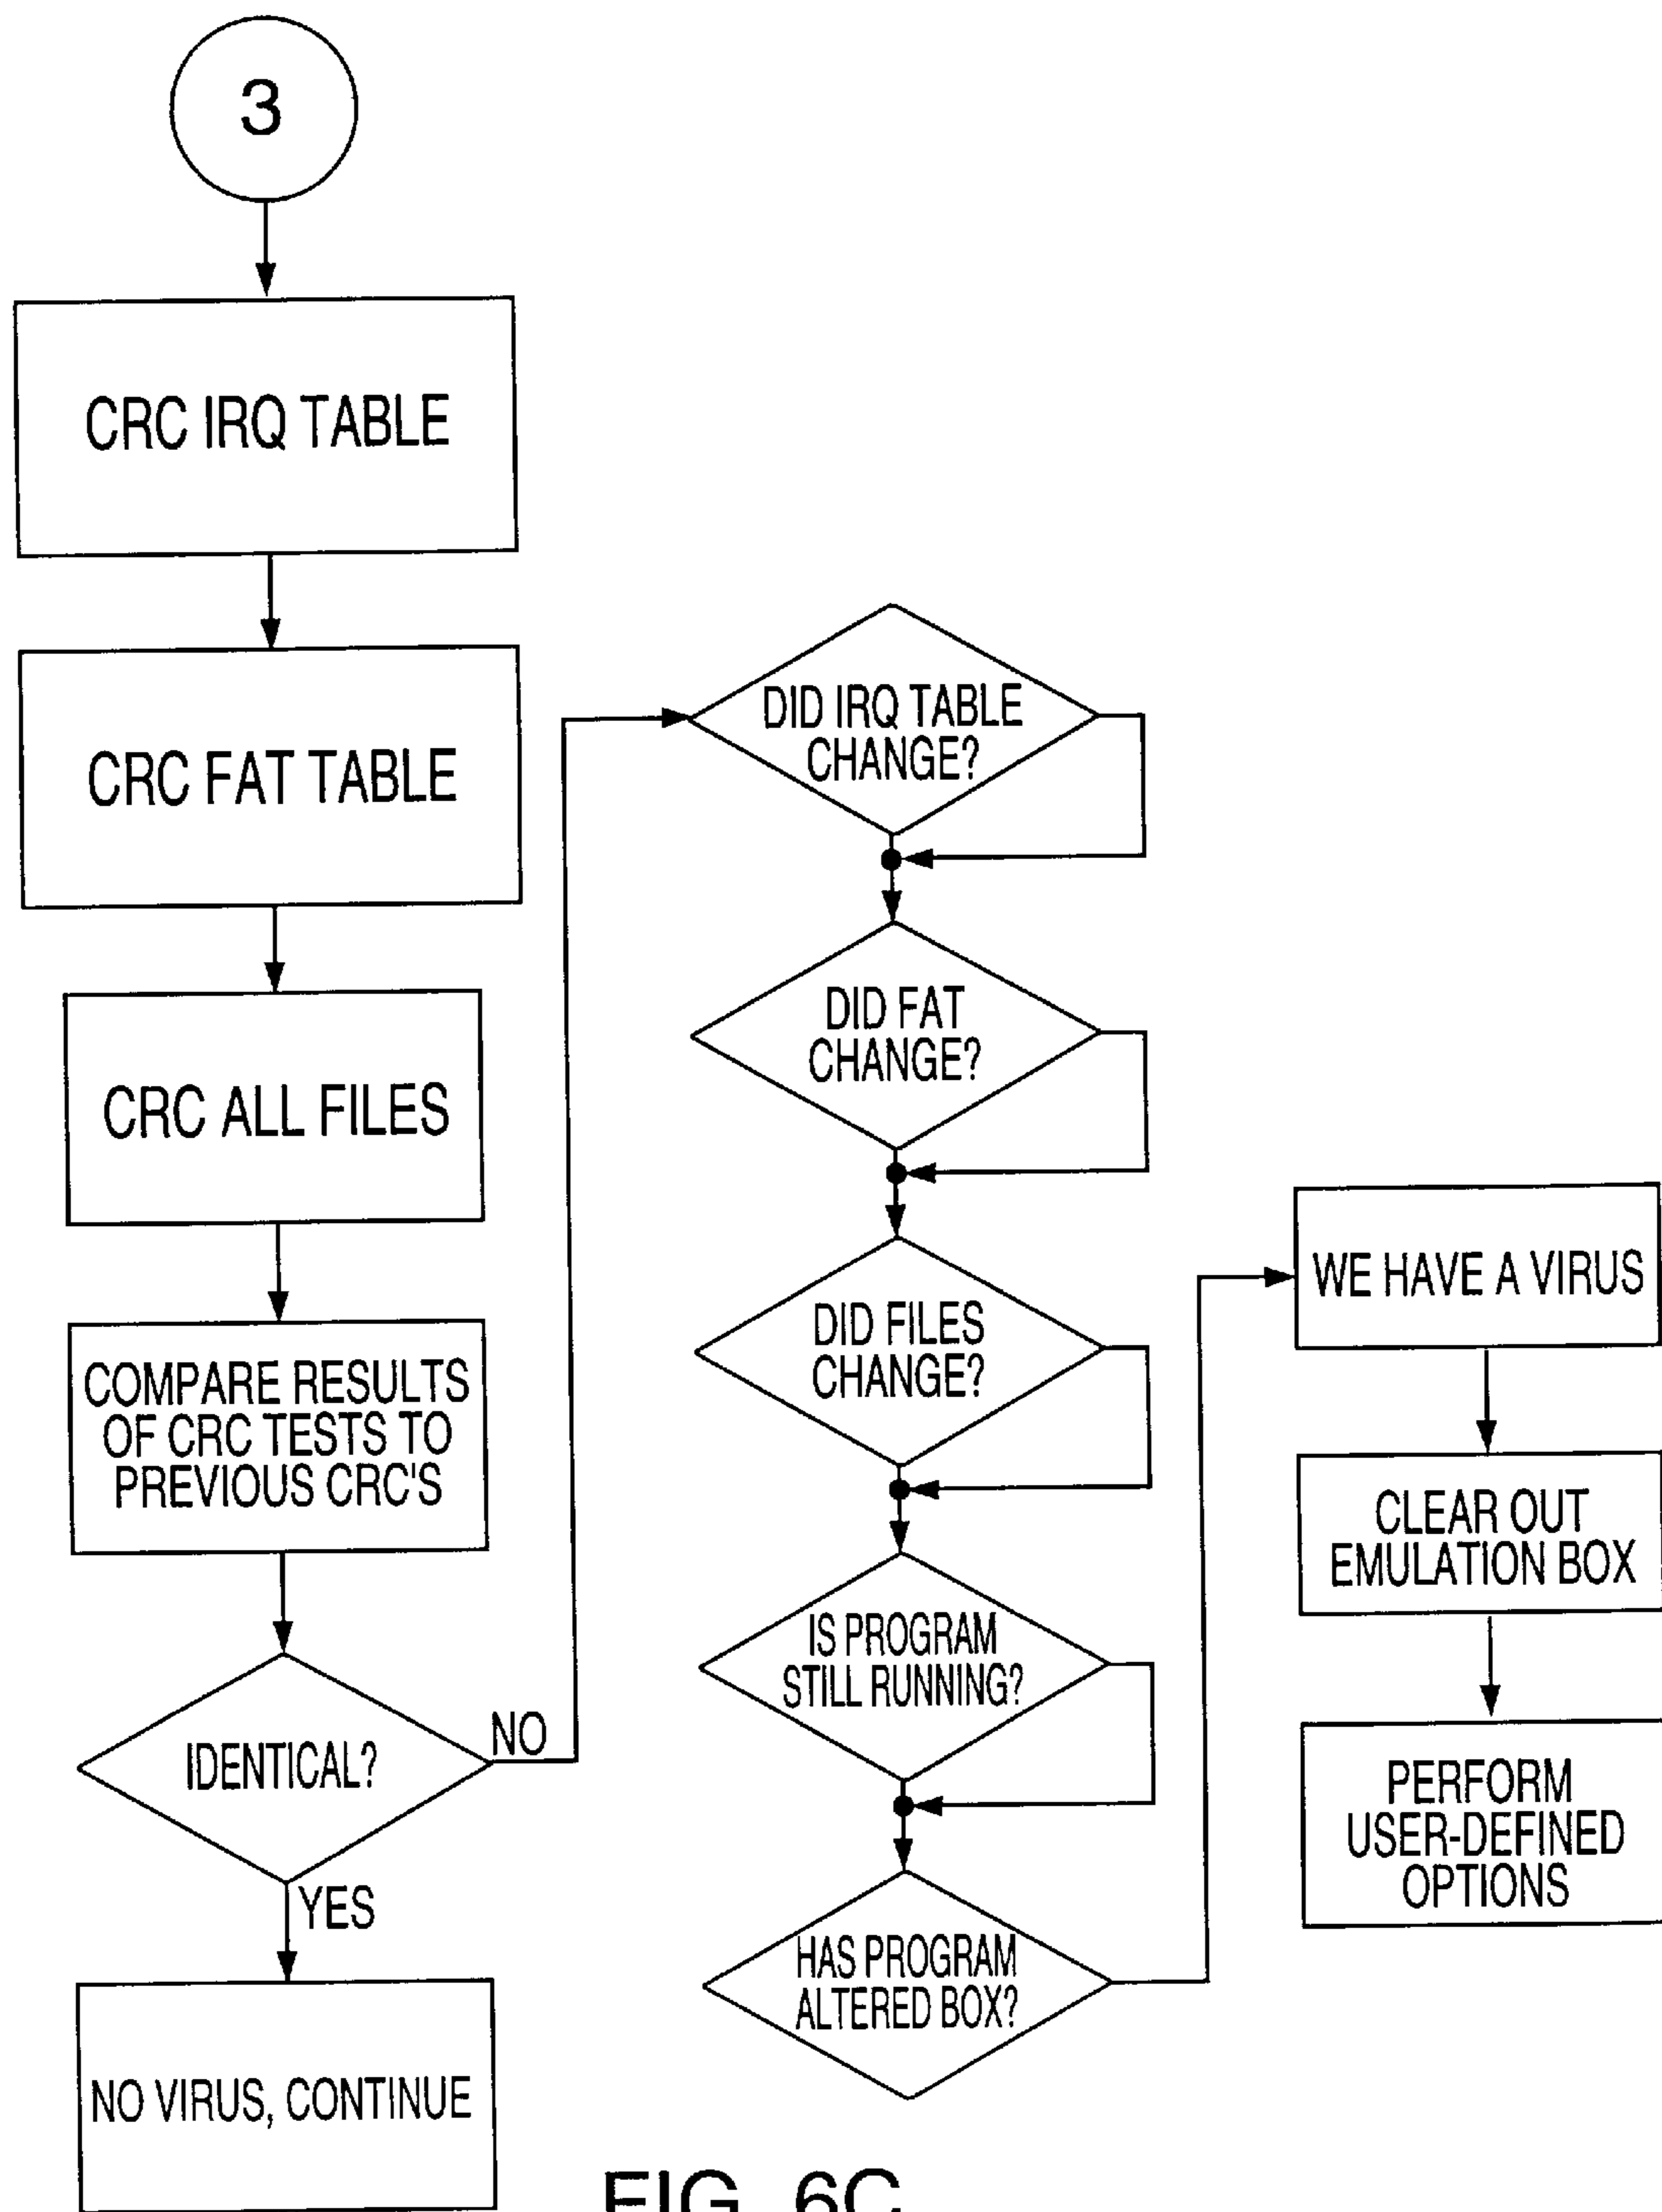 3
CRC IRQ TABLE
CRC FAT TABLE
CRC ALL FILES
COMPARE RESULTS
OF CRC TESTS TO
PREVIOUS CRC'S
IDENTICAL?
NO
YES
NO VIRUS, CONTINUE
DID IRQ TABLE
CHANGE?
DID FAT
CHANGE?
DID FILES
CHANGE?
IS PROGRAM
STILL RUNNING?
HAS PROGRAM
ALTERED BOX?
WE HAVE A VIRUS
CLEAR OUT
EMULATION BOX
PERFORM
USER-DEFINED
OPTIONS
FIG. 6C